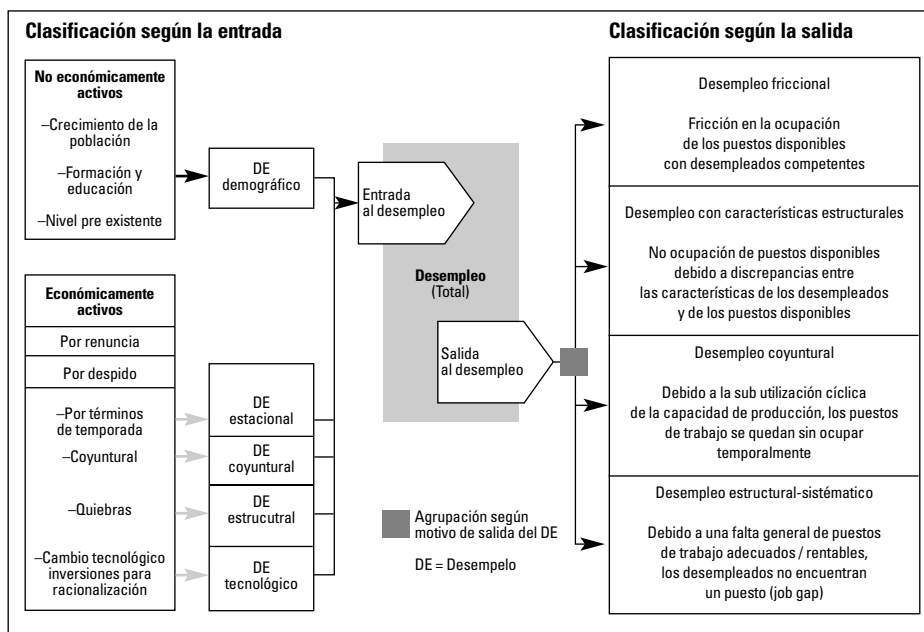 Clasificación según la entrada
No económicamente
activos
–Crecimiento de la
población
–Formación y
educación
–Nivel pre existente
DE
demográfico
Económicamente
activos
Por renuncia
Por despido
–Por términos
de temporada
–Coyuntural
–Quiebras
–Cambio tecnológico
inversiones para
racionalización
DE
estacional
DE
coyuntural
DE
estrucutral
DE
tecnológico
Entrada
al desempleo
Desempleo
(Total)
Salida
al desempleo
Agrupación según
motivo de salida del DE
DE = Desempelo
Clasificación según la salida
Desempleo friccional
Fricción en la ocupación
de los puestos disponibles
con desempleados competentes
Desempleo con características estructurales
No ocupación de puestos disponibles
debido a discrepancias entre
las características de los desempleados
y de los puestos disponibles
Desempleo coyuntural
Debido a la sub utilización cíclica
de la capacidad de producción, los puestos
de trabajo se quedan sin ocupar
temporalmente
Desempleo estructural-sistématico
Debido a una falta general de puestos
de trabajo adecuados / rentables,
los desempleados no encuentran
un puesto (job gap)